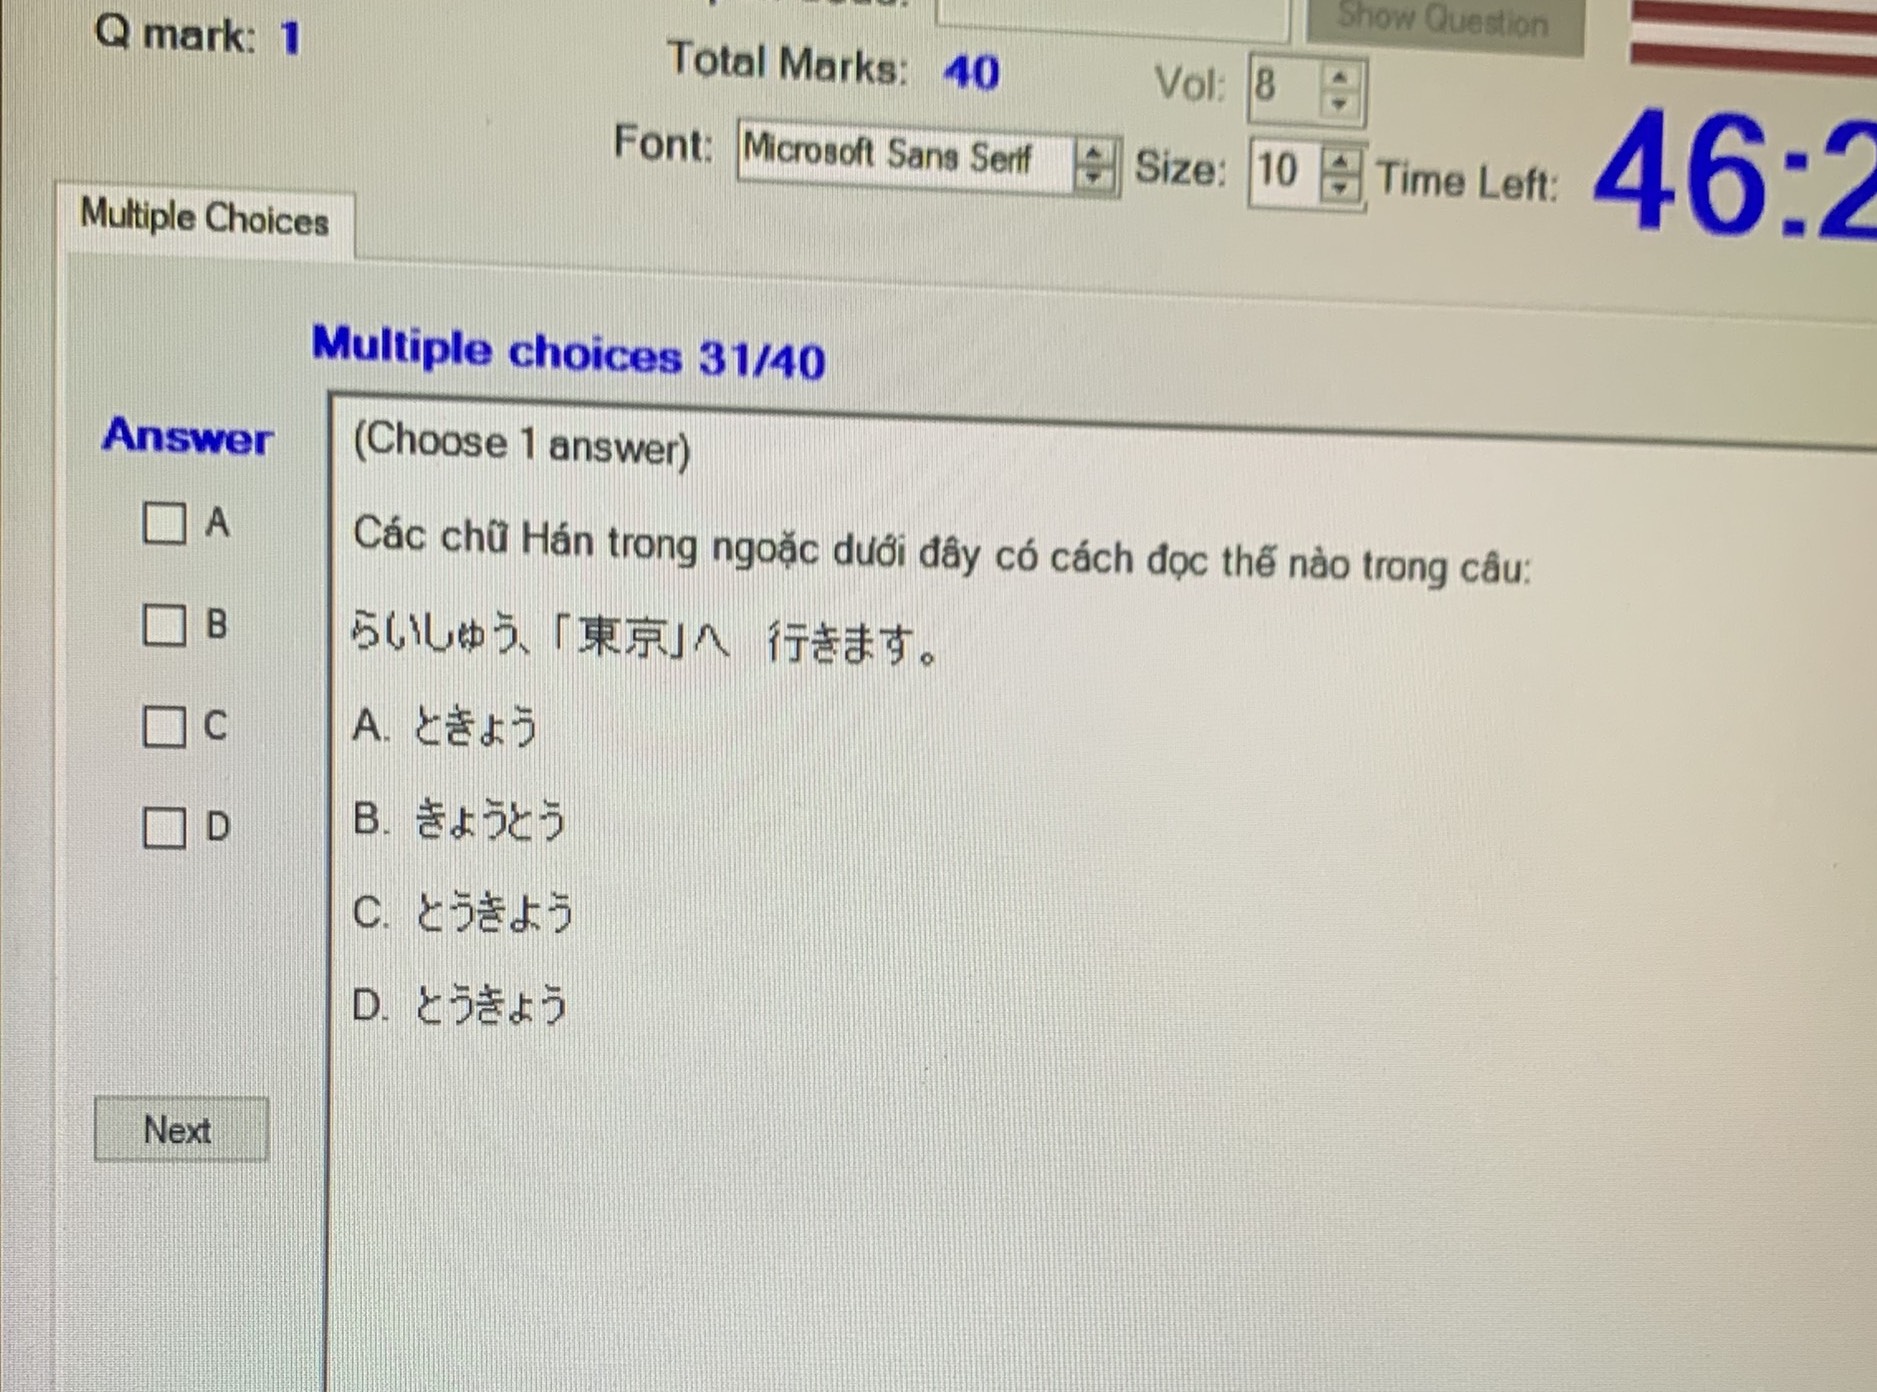 Q mark: 1
Show Question
Total Marks: 40
Vol: 8
Font: Microsoft Sans Serif
Size: 10
Time Left: 46:2
Multiple Choices
Multiple choices 31/40
Answer
(Choose 1 answer)
A
Các chữ Hán trong ngoặc dưới đây có cách đọc thế nào trong câu:
B
らいしゅう、「東京」へ 行きます。
C
A. ときょう
D
B. きょうとう
C. とうきよう
D. とうきょう
Next